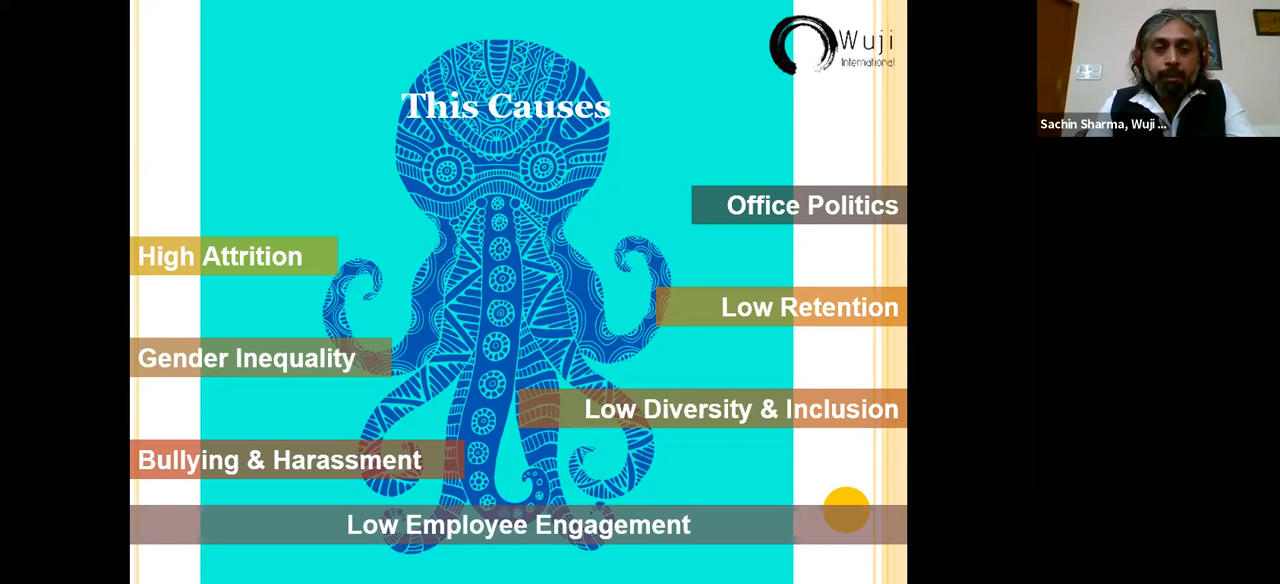 Wuji
International
This Causes
Office Politics
High Attrition
Low Retention
Gender Inequality
Low Diversity & Inclusion
Bullying & Harassment
Low Employee Engagement
Sachin Sharma, Wuji ...